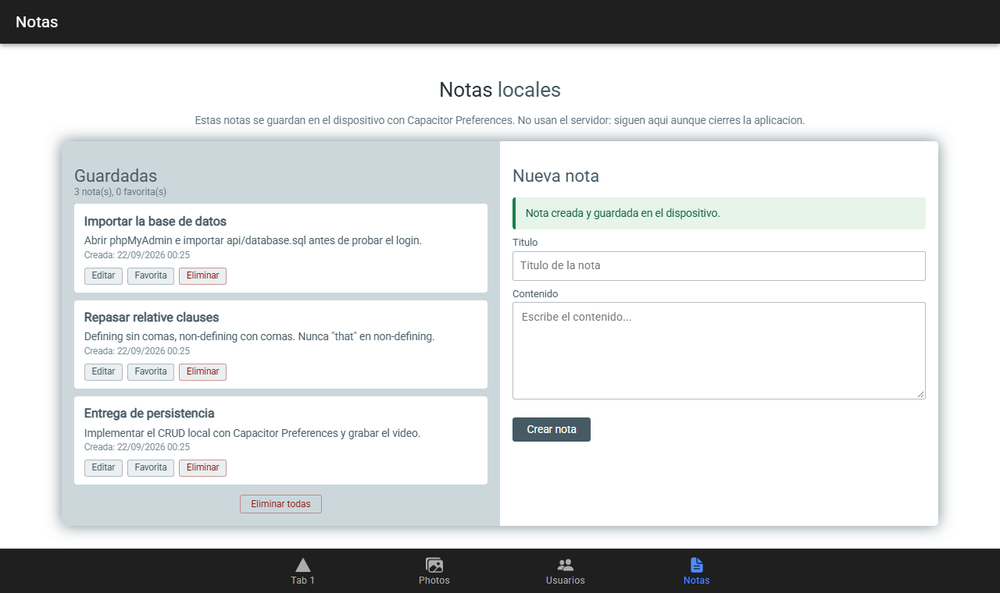 Notas
Notas locales
Estas notas se guardan en el dispositivo con Capacitor Preferences. No usan el servidor: siguen aqui aunque cierres la aplicacion.
Guardadas
3 nota(s), 0 favorita(s)
Importar la base de datos
Abrir phpMyAdmin e importar api/database.sql antes de probar el login.
Creada: 22/09/2026 00:25
Editar Favorita Eliminar
Repasar relative clauses
Defining sin comas, non-defining con comas. Nunca "that" en non-defining.
Creada: 22/09/2026 00:25
Editar Favorita Eliminar
Entrega de persistencia
Implementar el CRUD local con Capacitor Preferences y grabar el video.
Creada: 22/09/2026 00:25
Editar Favorita Eliminar
Eliminar todas
Nueva nota
Nota creada y guardada en el dispositivo.
Titulo
Titulo de la nota
Contenido
Escribe el contenido...
Crear nota
Tab 1 Photos Usuarios Notas